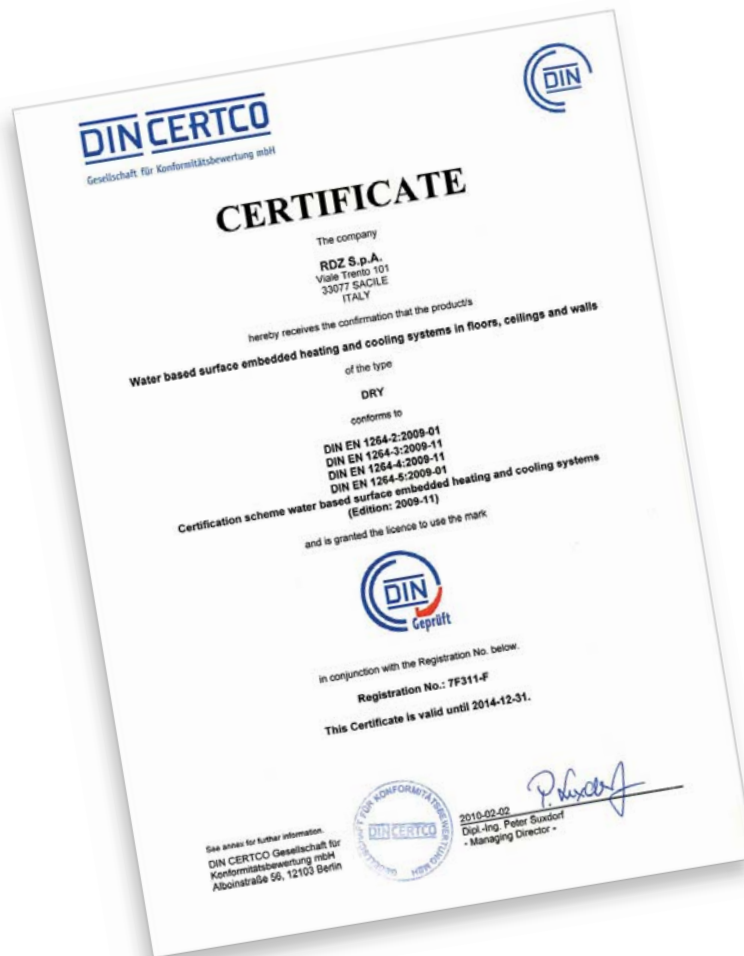 DIN CERTCO
Gesellschaft für Konformitätsbewertung mbH
DIN
CERTIFICATE
The company
RDZ S.p.A.
Viale Trento 101
33077 SACILE
ITALY
hereby receives the confirmation that the product/s
Water based surface embedded heating and cooling systems in floors, ceilings and walls
of the type
DRY
conforms to
DIN EN 1264-2:2009-01
DIN EN 1264-3:2009-11
DIN EN 1264-4:2009-11
DIN EN 1264-5:2009-01
Certification scheme water based surface embedded heating and cooling systems
(Edition: 2009-11)
and is granted the licence to use the mark
DIN
Geprüft
in conjunction with the Registration No. below.
Registration No.: 7F311-F
This Certificate is valid until 2014-12-31.
See annex for further information.
DIN CERTCO Gesellschaft für
Konformitätsbewertung mbH
Alboinstraße 56, 12103 Berlin
GESELLSCHAFT FÜR KONFORMITÄTSBEWERTUNG MBH
DIN CERTCO
P. Suxdorf
2010-02-02
Dipl.-Ing. Peter Suxdorf
- Managing Director -